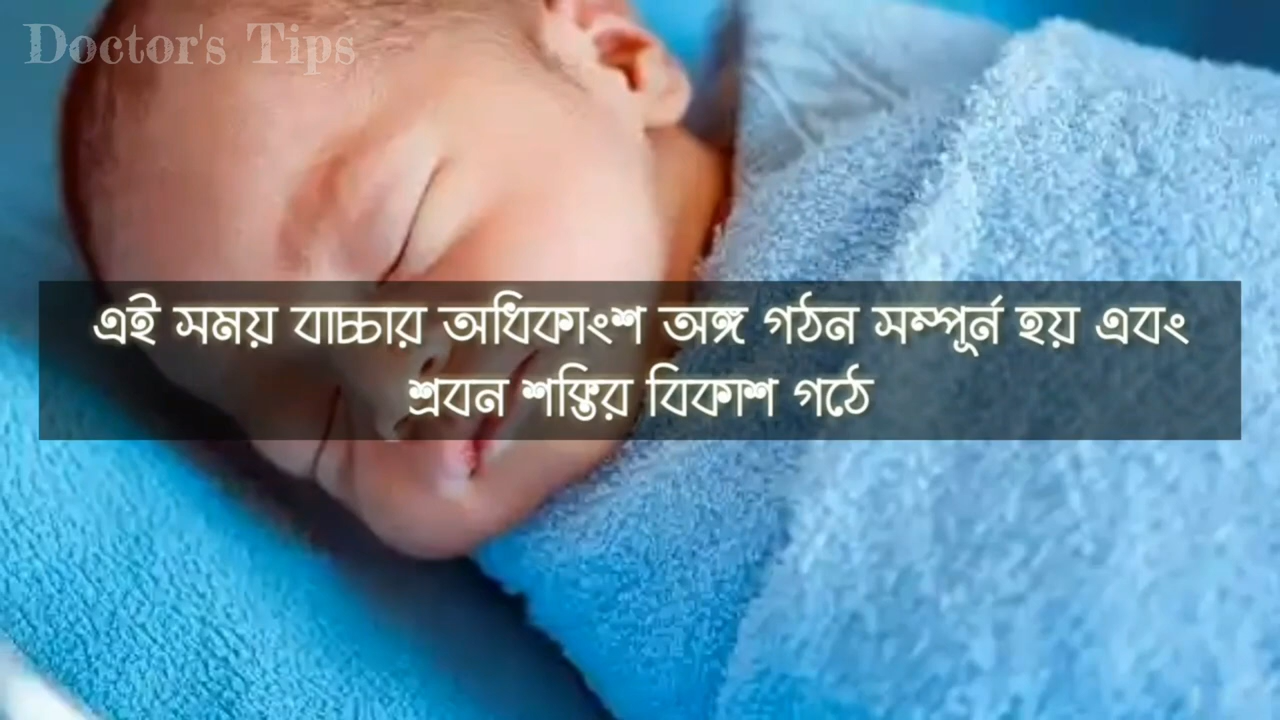 Doctor's Tips
এই সময় বাচ্চার অধিকাংশ অঙ্গ গঠন সম্পূর্ন হয় এবং
শ্রবন শক্তির বিকাশ গঠে